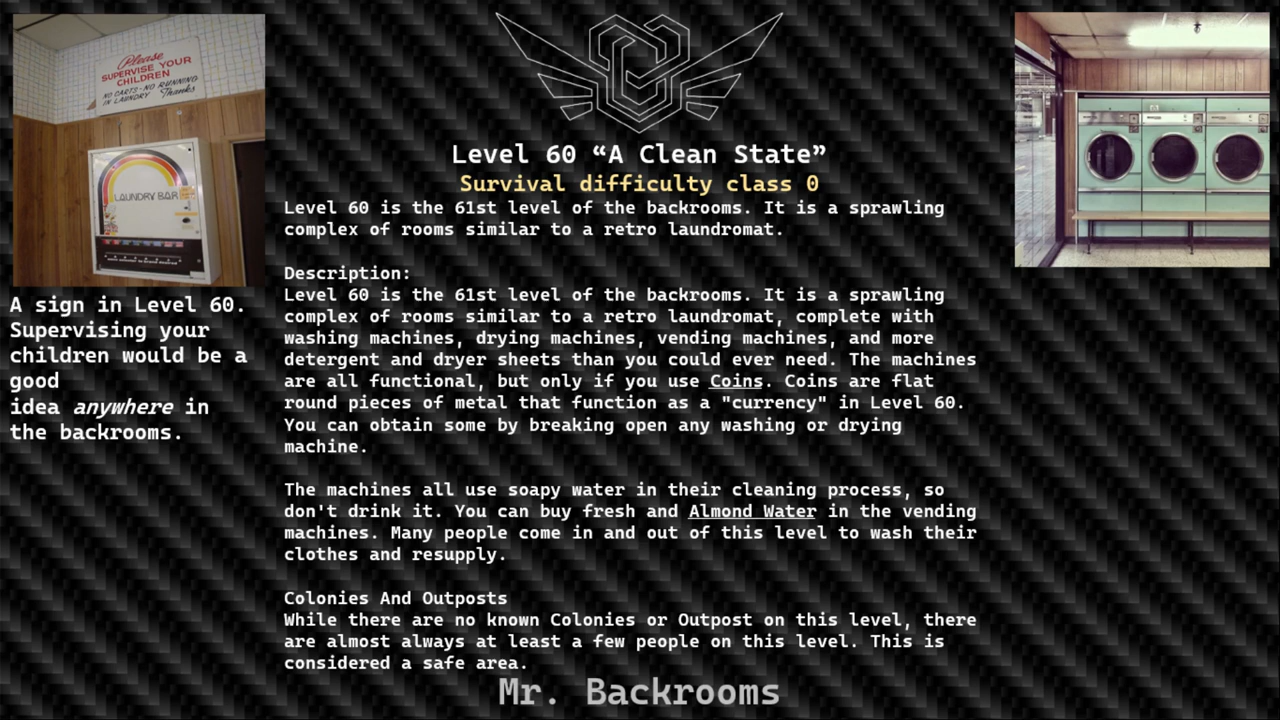 Please
SUPERVISE YOUR
CHILDREN
NO CARTS-NO RUNNING
IN LAUNDRY Thanks
LAUNDRY BAR
A sign in Level 60.
Supervising your
children would be a
good
idea anywhere in
the backrooms.
Level 60 “A Clean State”
Survival difficulty class 0
Level 60 is the 61st level of the backrooms. It is a sprawling
complex of rooms similar to a retro laundromat.
Description:
Level 60 is the 61st level of the backrooms. It is a sprawling
complex of rooms similar to a retro laundromat, complete with
washing machines, drying machines, vending machines, and more
detergent and dryer sheets than you could ever need. The machines
are all functional, but only if you use Coins. Coins are flat
round pieces of metal that function as a "currency" in Level 60.
You can obtain some by breaking open any washing or drying
machine.
The machines all use soapy water in their cleaning process, so
don't drink it. You can buy fresh and Almond Water in the vending
machines. Many people come in and out of this level to wash their
clothes and resupply.
Colonies And Outposts
While there are no known Colonies or Outpost on this level, there
are almost always at least a few people on this level. This is
considered a safe area.
Mr. Backrooms